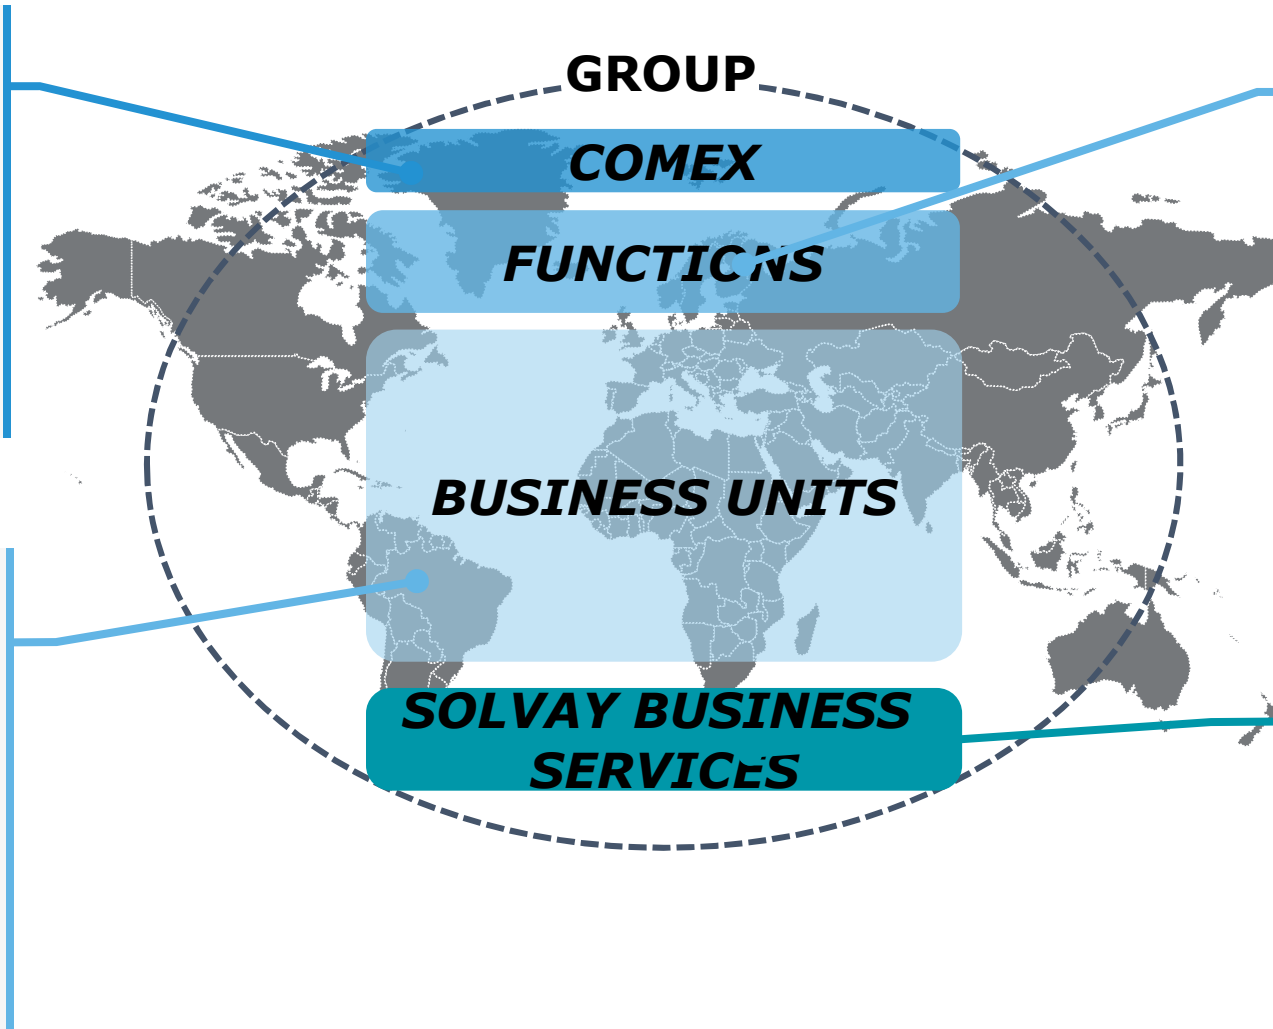 GROUP
COMEX
FUNCTIONS
BUSINESS UNITS
SOLVAY BUSINESS
SERVICES